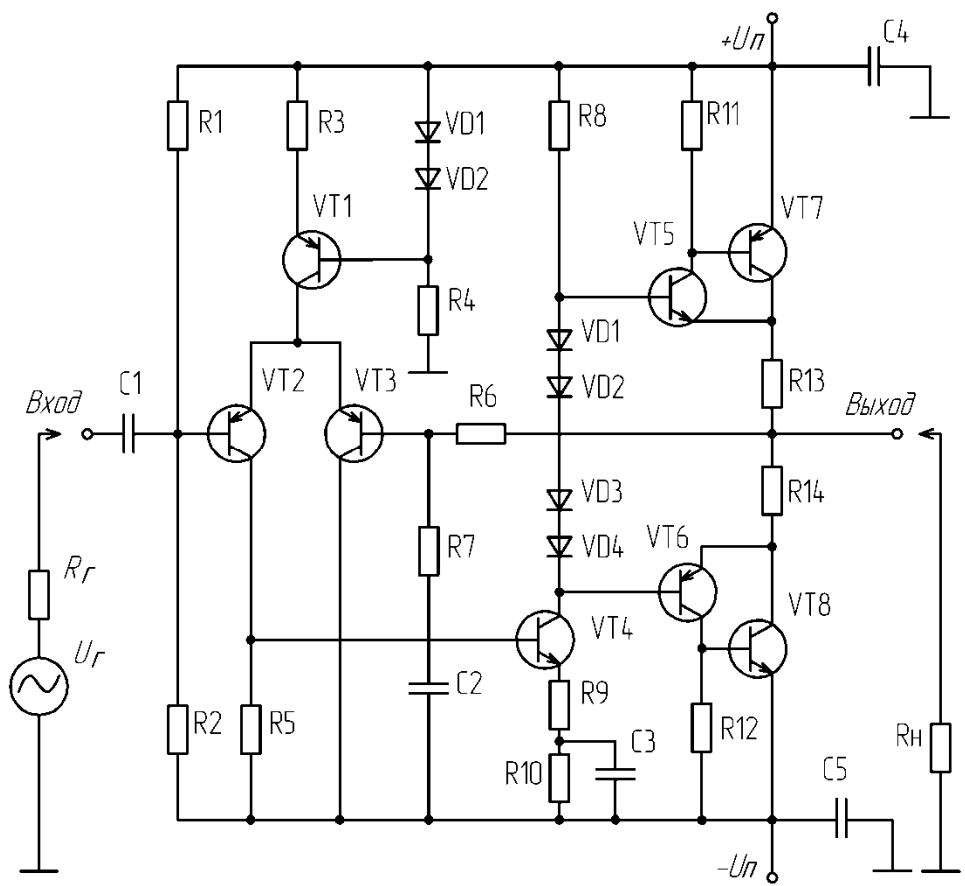 +Uп
C4
R1
R3
VD1
R8
R11
VD2
VT1
VT5
VT7
R4
VD1
C1
VT2
VT3
R6
VD2
R13
Вход
Выход
VD3
R14
R7
VD4
VT6
Rг
VT4
VT8
Uг
C2
R9
R2
R5
C3
R12
Rн
R10
C5
-Uп